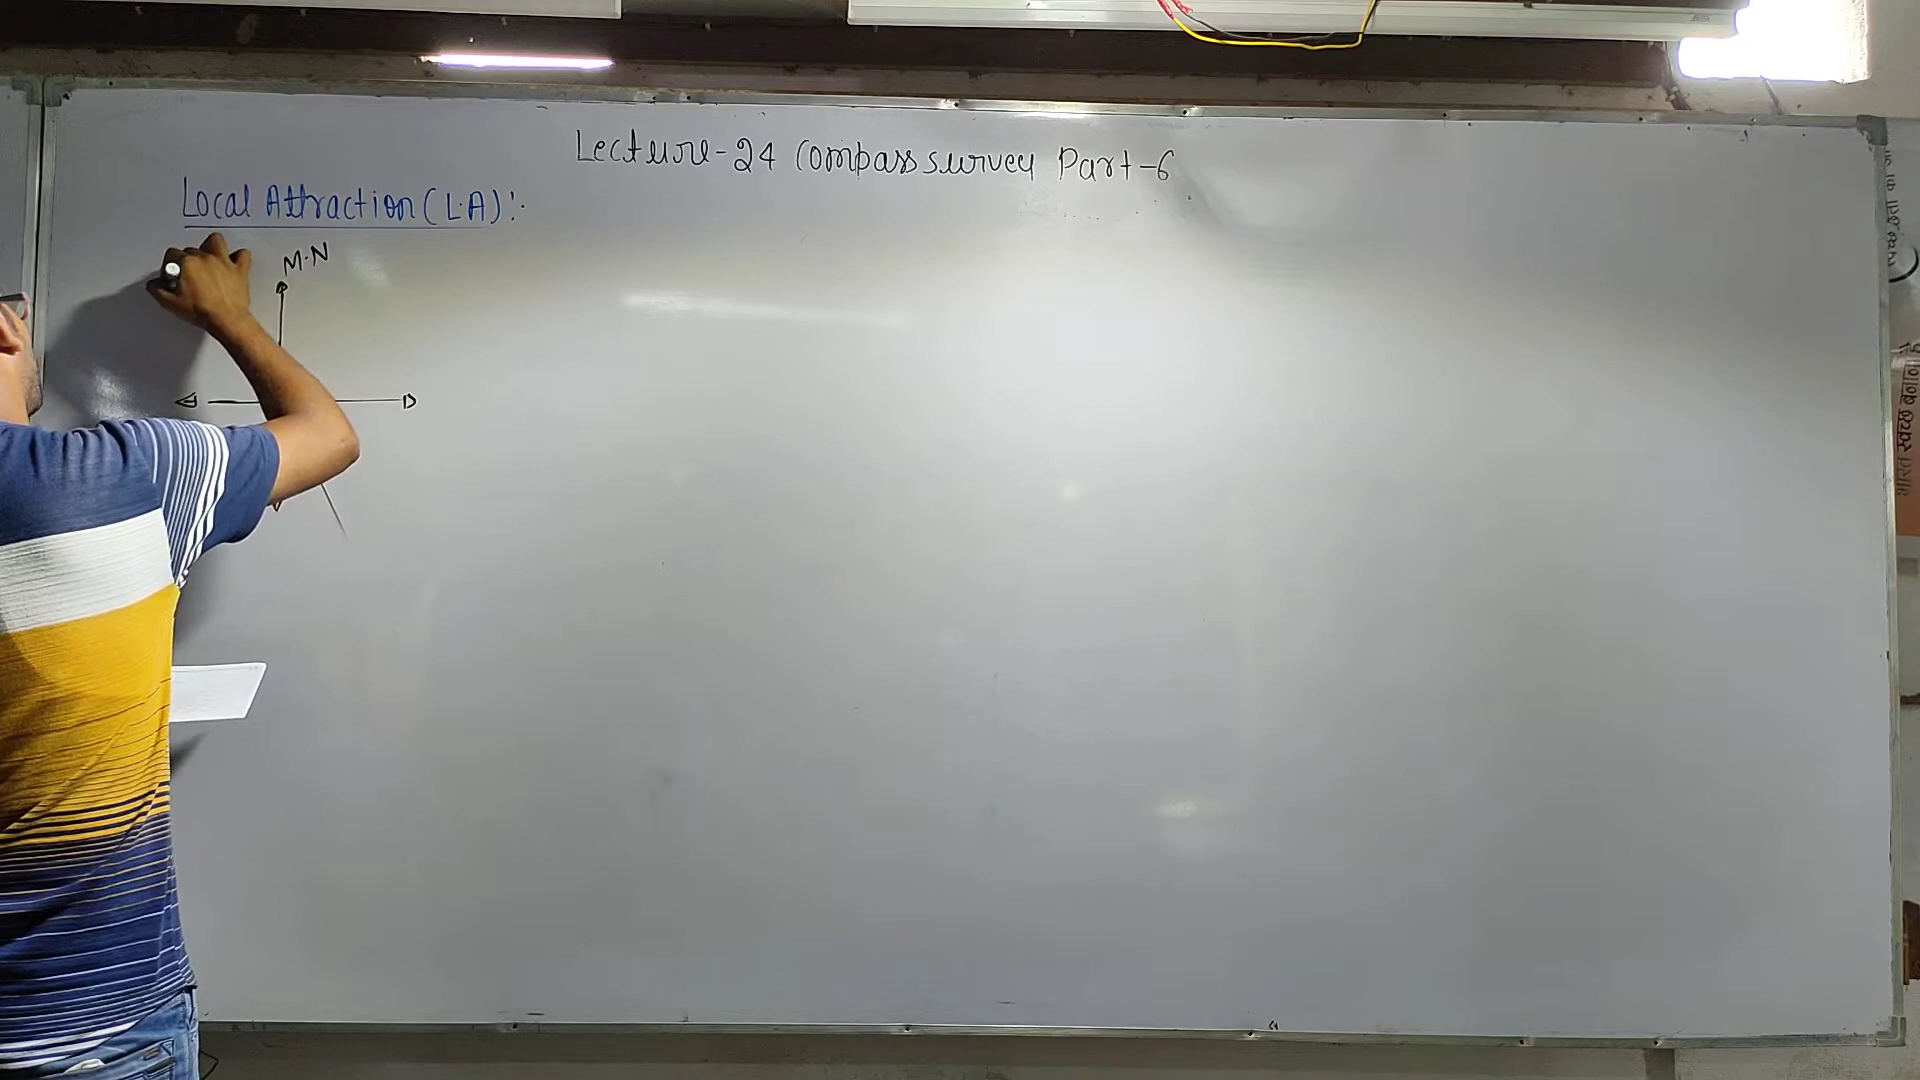 Lecture-24 Compass survey Part-6
Local Attraction (L.A):-
M.N